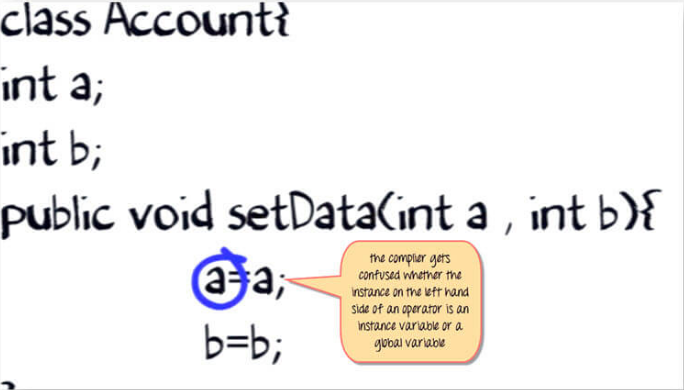 class Account{
int a;
int b;
public void setData(int a , int b){
a=a;
the complier gets
confused whether the
instance on the left hand
side of an operator is an
instance variable or a
global variable
b=b;